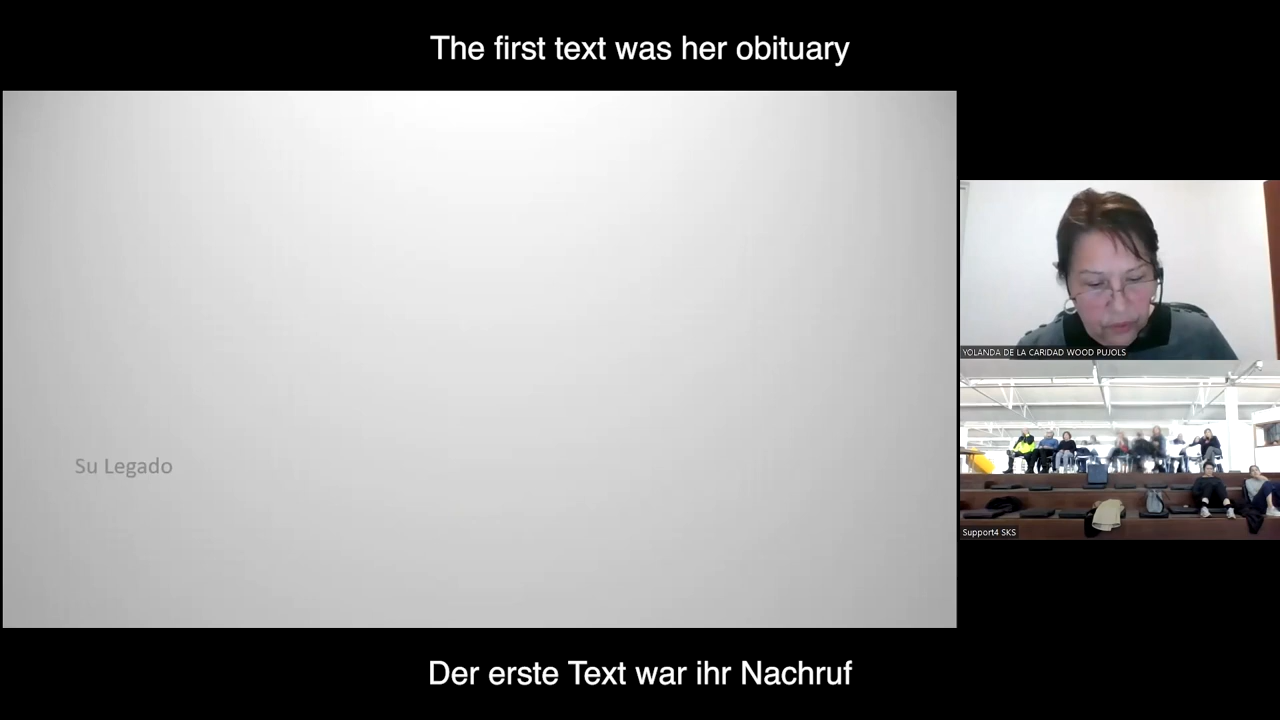 The first text was her obituary
Su Legado
YOLANDA DE LA CARIDAD WOOD PUJOLS
Support4 SKS
Der erste Text war ihr Nachruf